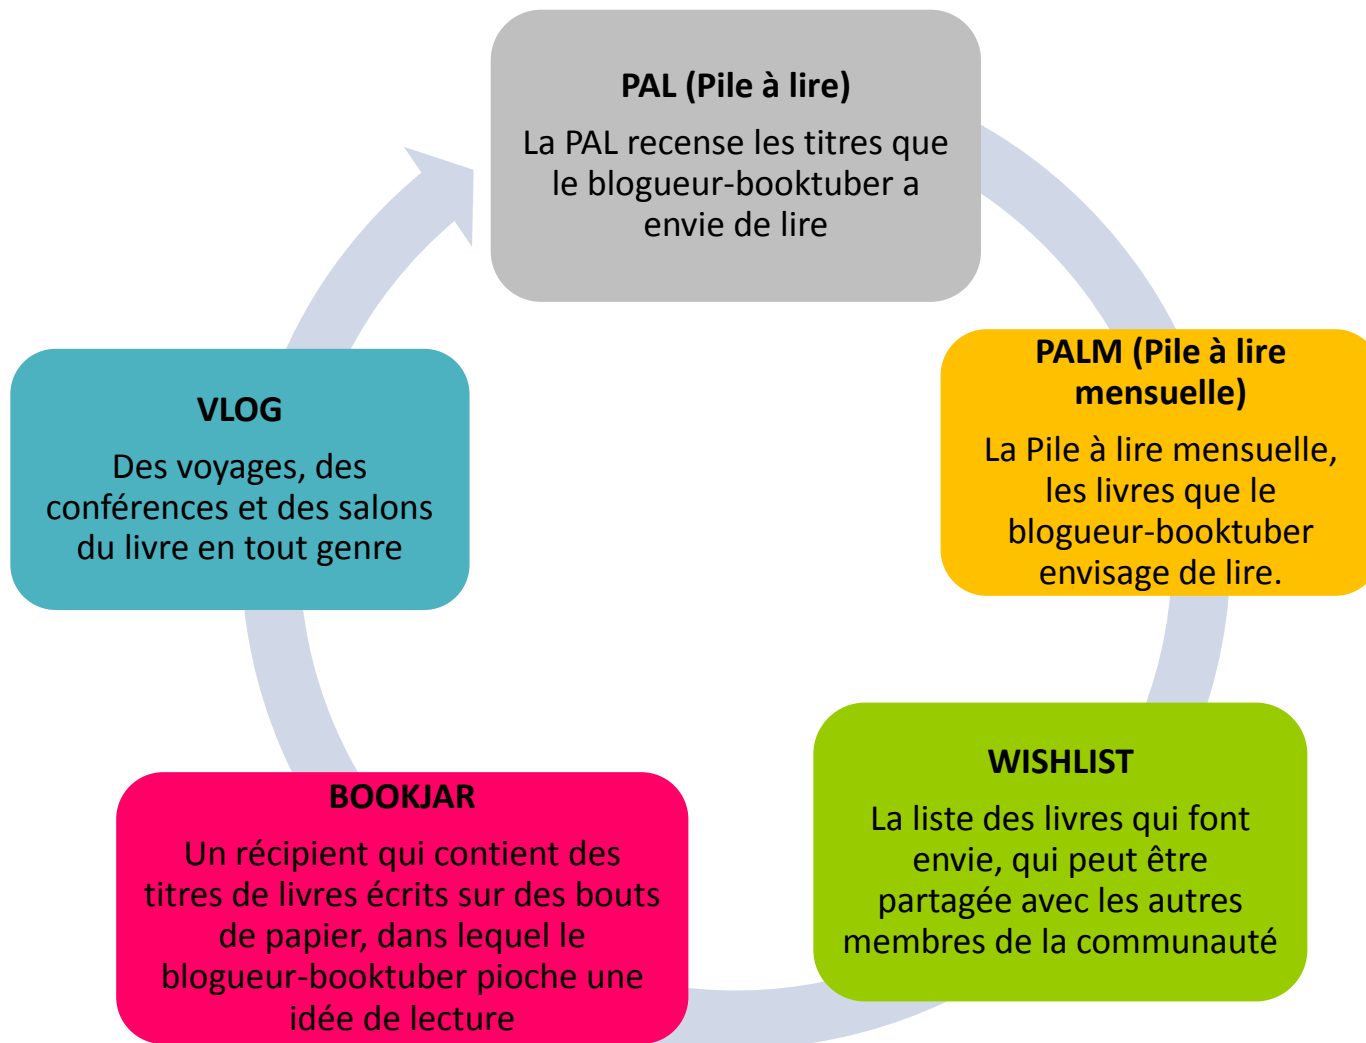 PAL (Pile à lire)
La PAL recense les titres que
le blogueur-booktuber a
envie de lire
PALM (Pile à lire
mensuelle)
La Pile à lire mensuelle,
les livres que le
blogueur-booktuber
envisage de lire.
WISHLIST
La liste des livres qui font
envie, qui peut être
partagée avec les autres
membres de la communauté
BOOKJAR
Un récipient qui contient des
titres de livres écrits sur des bouts
de papier, dans lequel le
blogueur-booktuber pioche une
idée de lecture
VLOG
Des voyages, des
conférences et des salons
du livre en tout genre